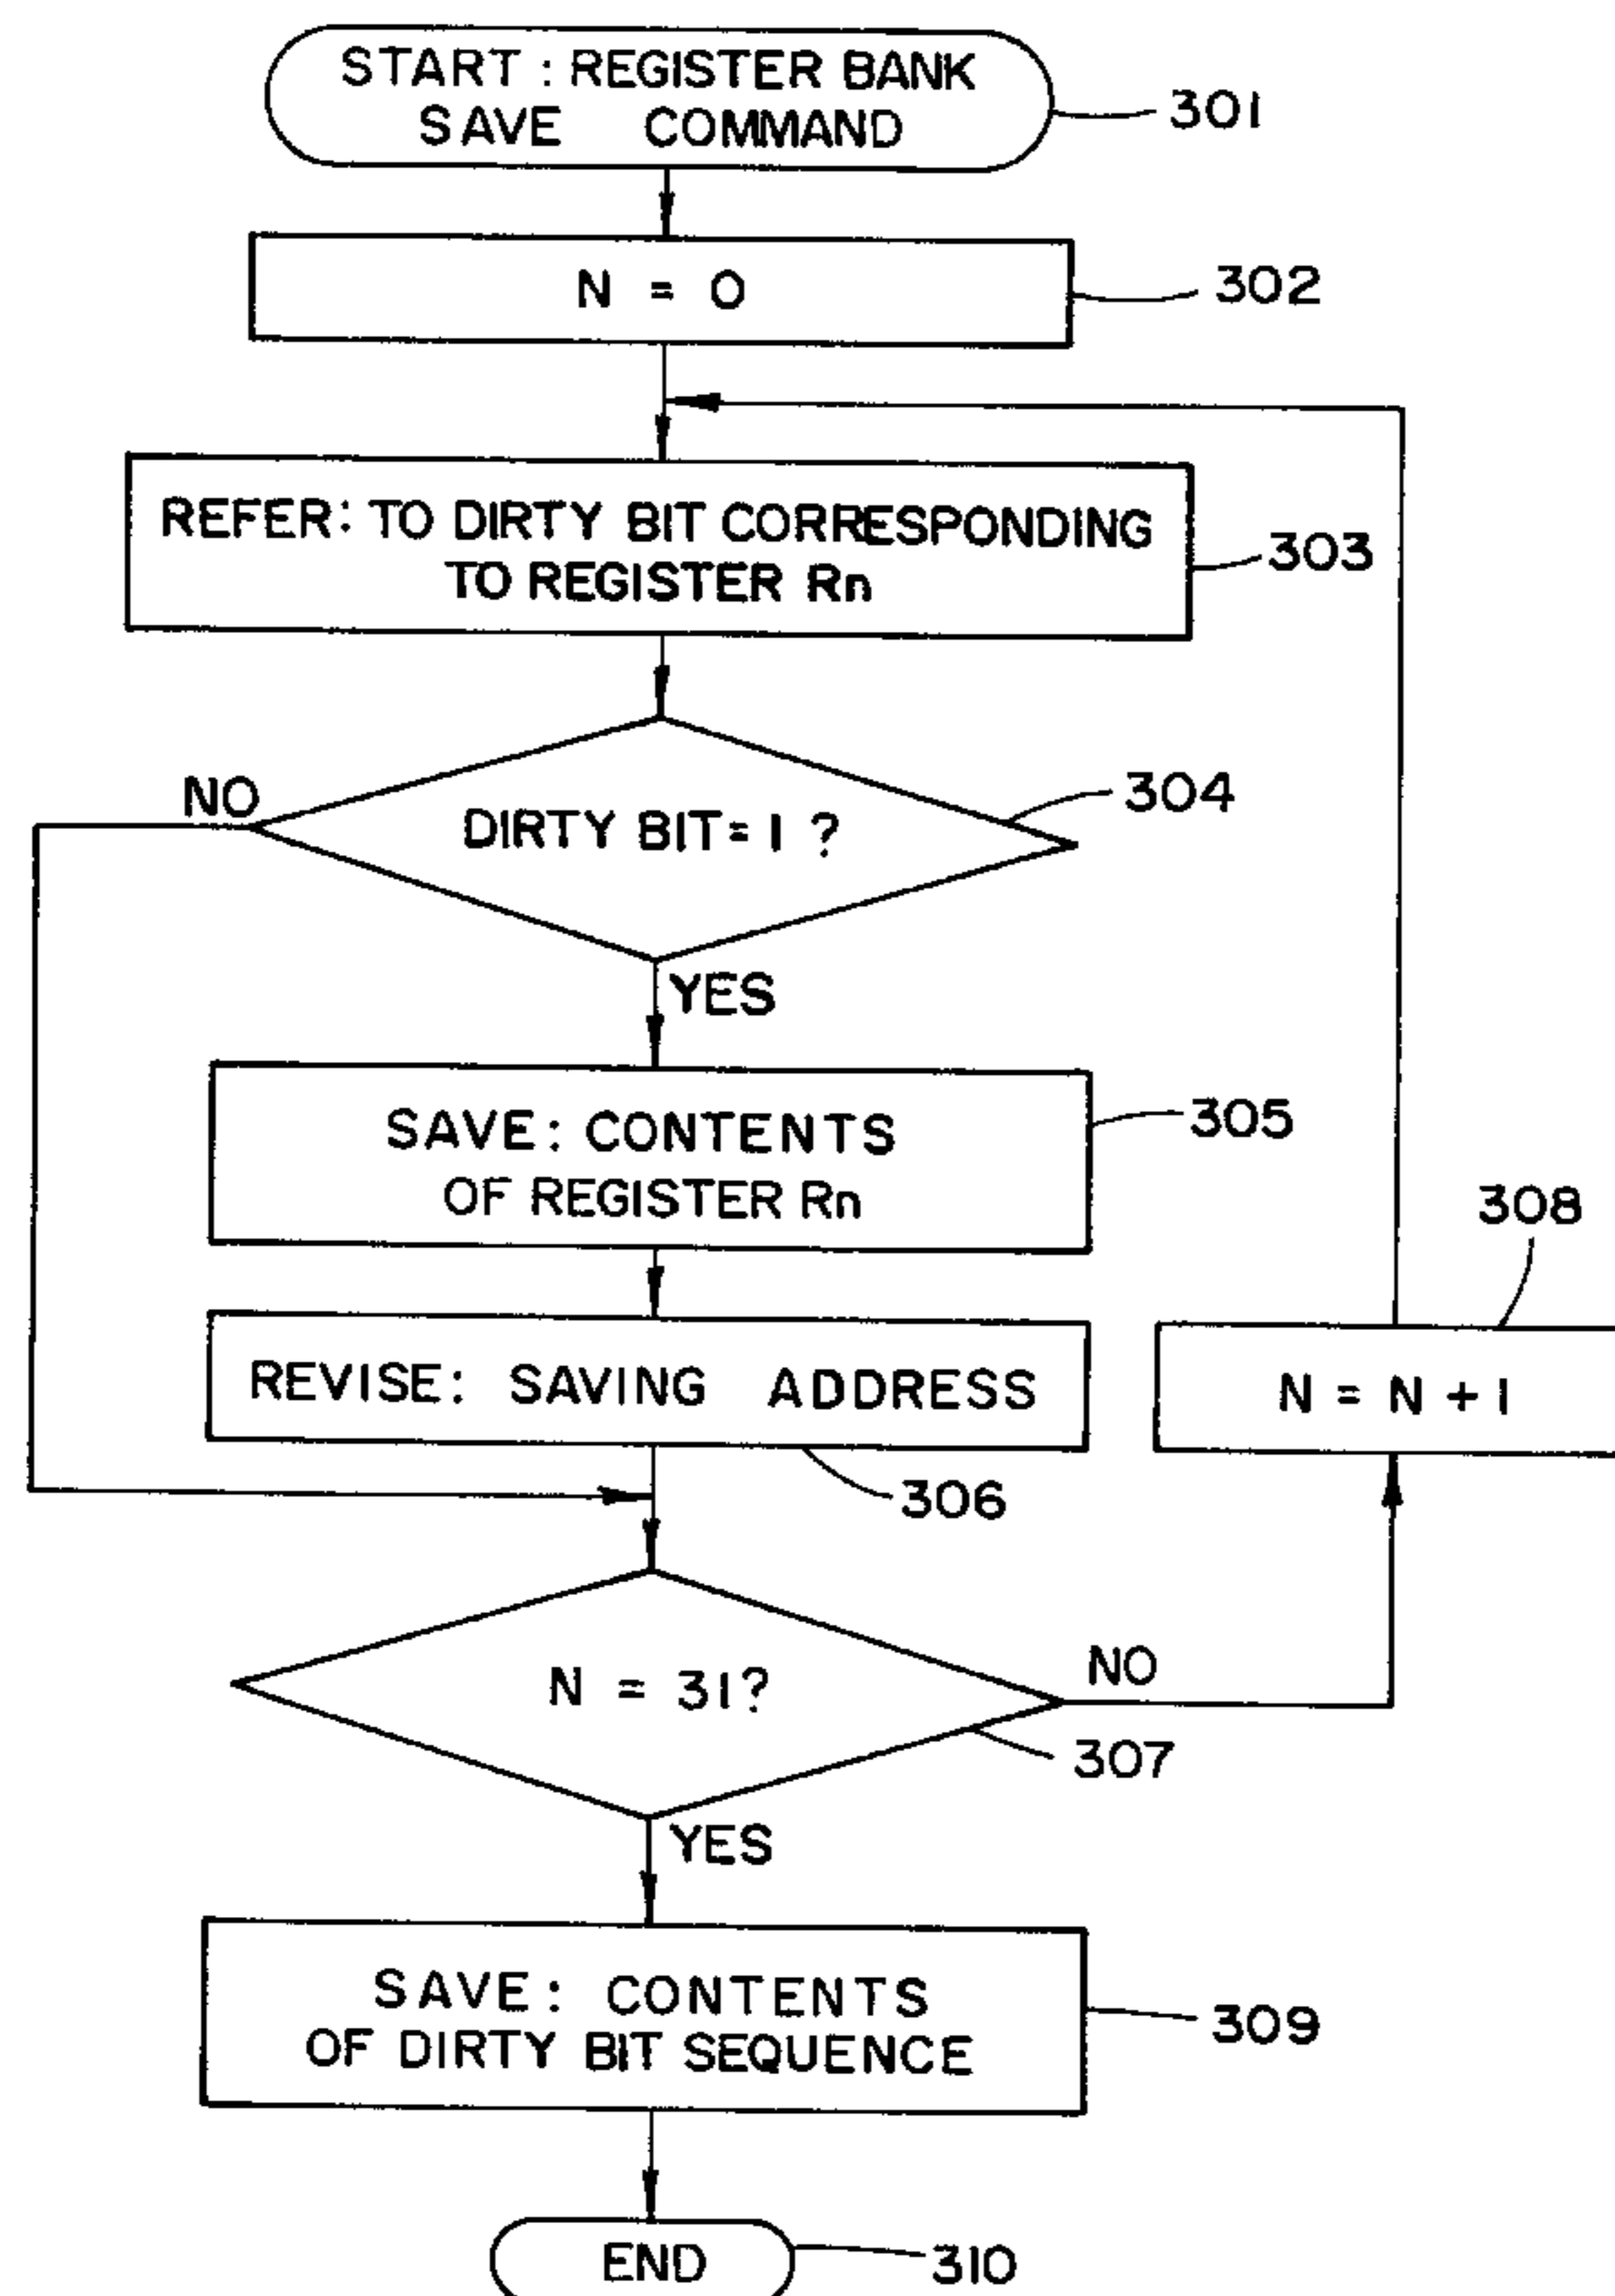 START : REGISTER BANK
SAVE COMMAND
301
N = 0
302
REFER: TO DIRTY BIT CORRESPONDING
TO REGISTER Rn
303
NO
DIRTY BIT= 1 ?
304
YES
SAVE: CONTENTS
OF REGISTER Rn
305
308
REVISE: SAVING ADDRESS
N = N + 1
306
N = 31?
NO
307
YES
SAVE: CONTENTS
OF DIRTY BIT SEQUENCE
309
END
310